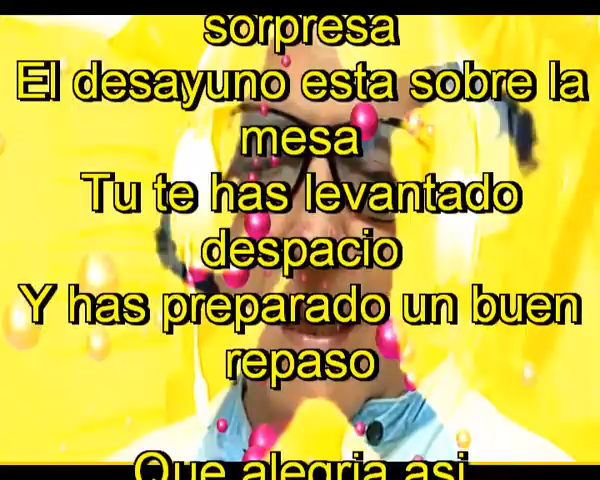 sorpresa
El desayuno esta sobre la
mesa
Tu te has levantado
despacio
Y has preparado un buen
repaso
Que alegria asi